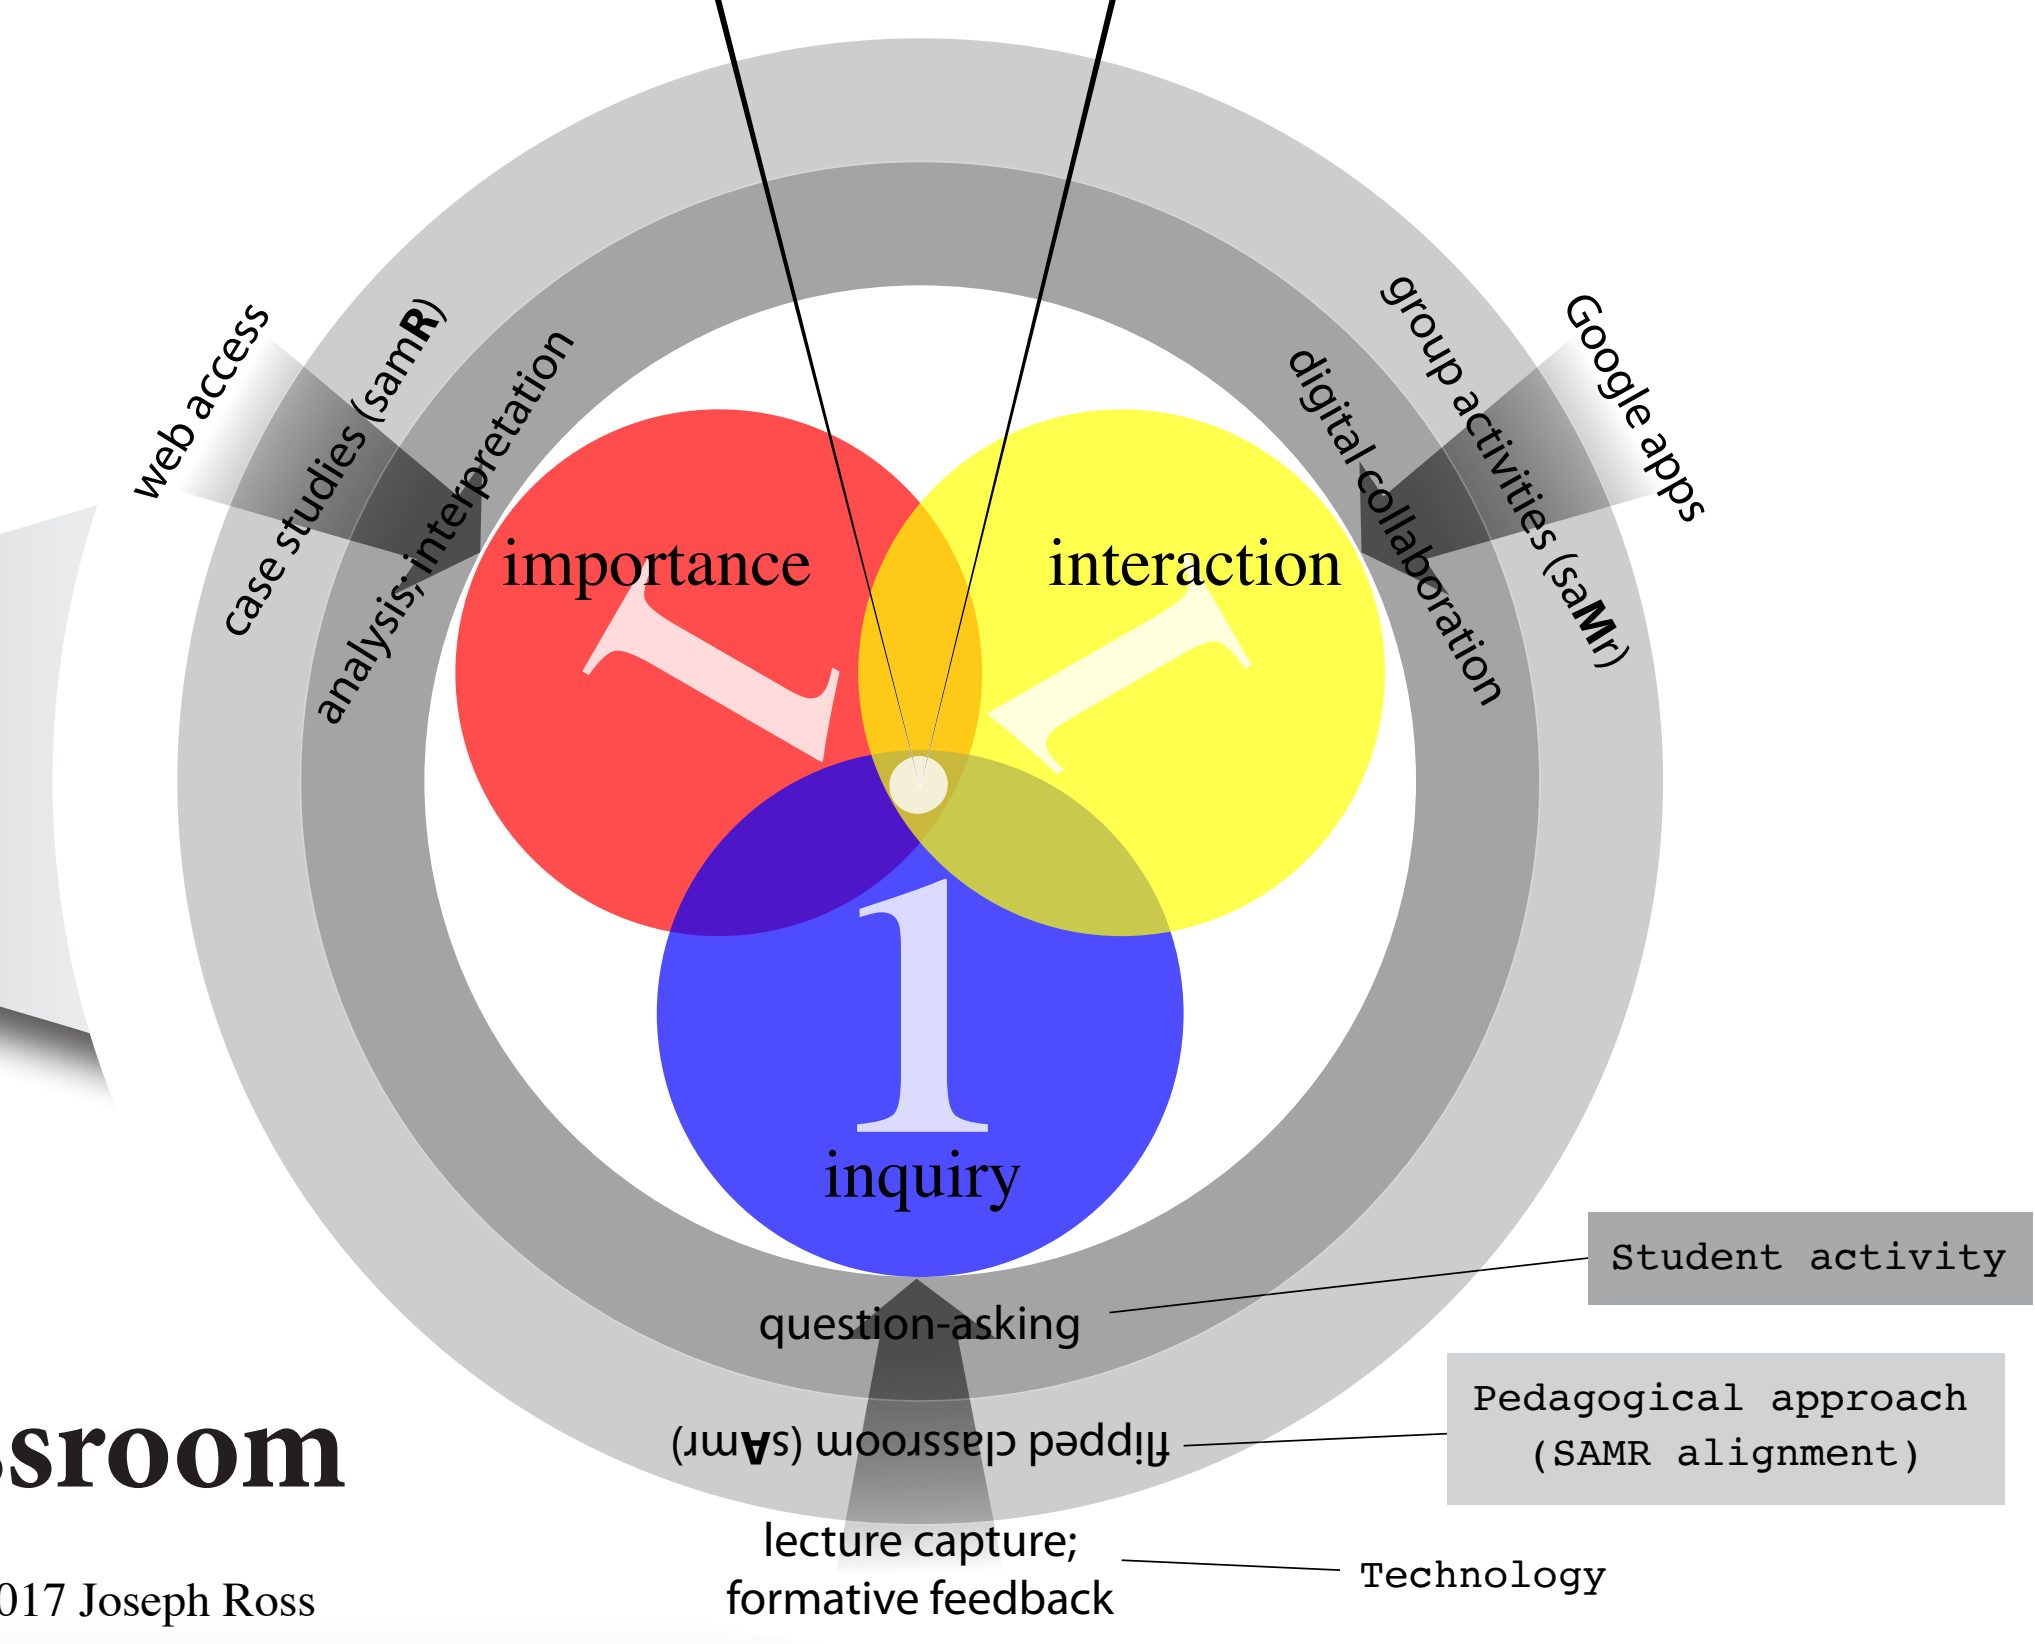 web access
case studies (samR)
analysis; interpretation
Google apps
group activities (saMr)
digital collaboration
importance
interaction
1
1
1
inquiry
question-asking
flipped classroom (sAmr)
lecture capture;
formative feedback
Student activity
Pedagogical approach
(SAMR alignment)
Technology
ssroom
017 Joseph Ross